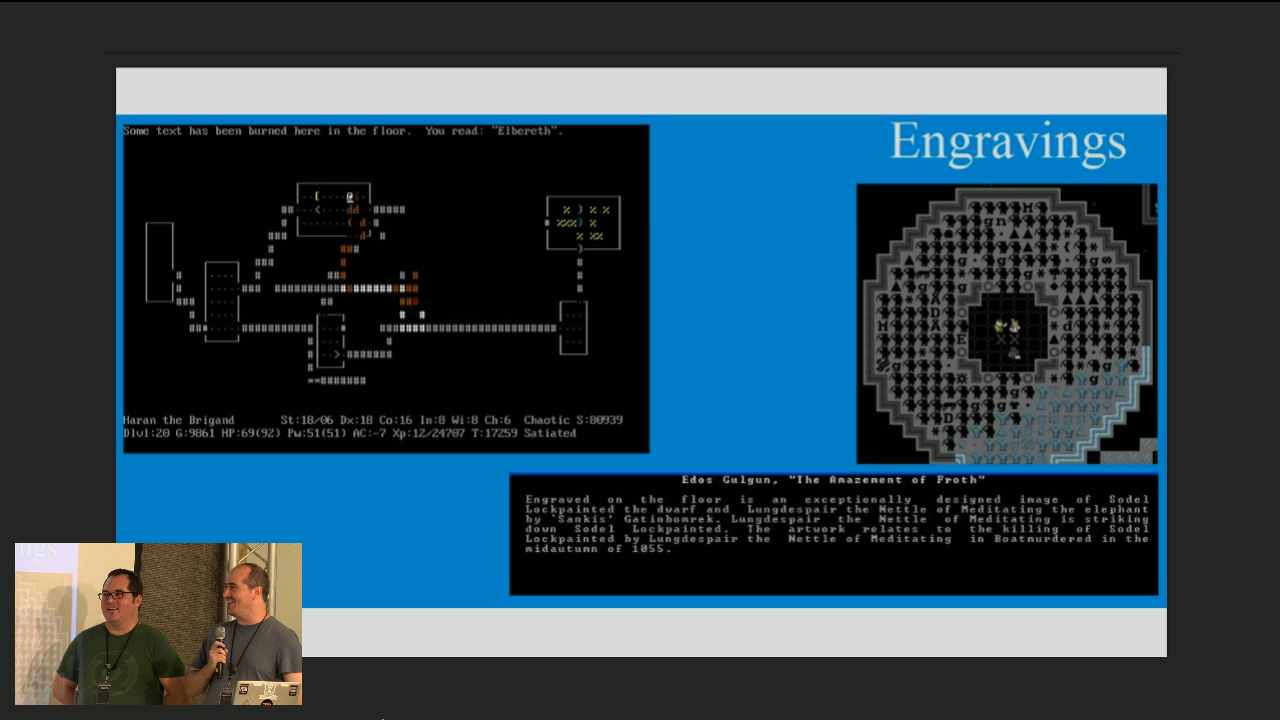 Some text has been burned here in the floor. You read: "Elbereth".
Engravings
Haran the Brigand St:18/06 Dx:18 Co:16 In:8 Wi:8 Ch:6 Chaotic S:80939
Dlvl:20 G:9861 HP:69(92) Pw:51(51) AC:-7 Xp:12/24707 T:17259 Satiated
Edos Gulgun, "The Amazement of Froth"
Engraved on the floor is an exceptionally designed image of Sodel
Lockpainted the dwarf and Lungdespair the Nettle of Meditating the elephant
by 'Sankis' Gatinbomrek. Lungdespair the Nettle of Meditating is striking
down Sodel Lockpainted. The artwork relates to the killing of Sodel
Lockpainted by Lungdespair the Nettle of Meditating in Boatmurdered in the
midautumn of 1055.